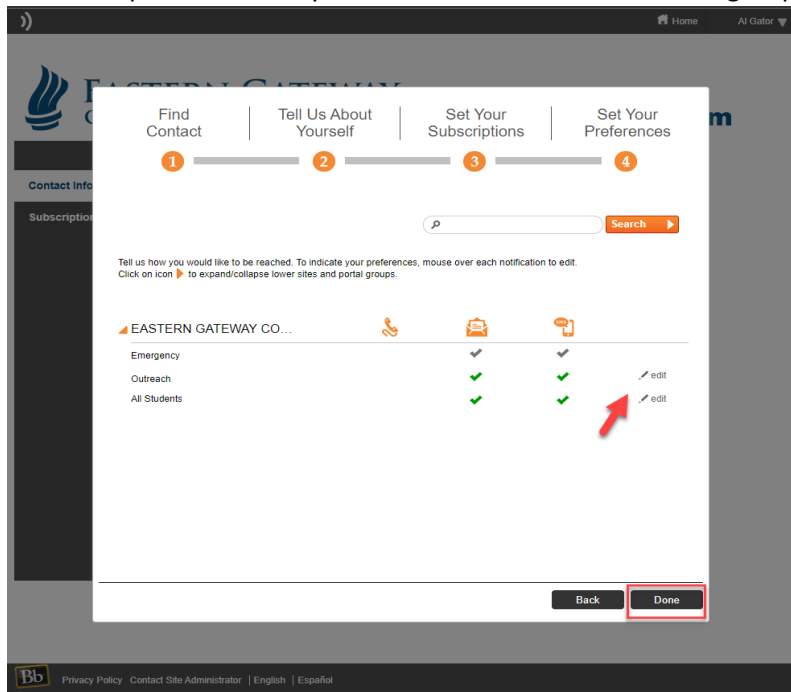 Home Al Gator
EASTERN GATEWAY
m
Find Contact
Tell Us About Yourself
Set Your Subscriptions
Set Your Preferences
1 2 3 4
Contact Info
Subscription
Search
Tell us how you would like to be reached. To indicate your preferences, mouse over each notification to edit.
Click on icon to expand/collapse lower sites and portal groups.
EASTERN GATEWAY CO...
SMS
Emergency
Outreach edit
All Students edit
Back Done
Bb Privacy Policy Contact Site Administrator | English | Español